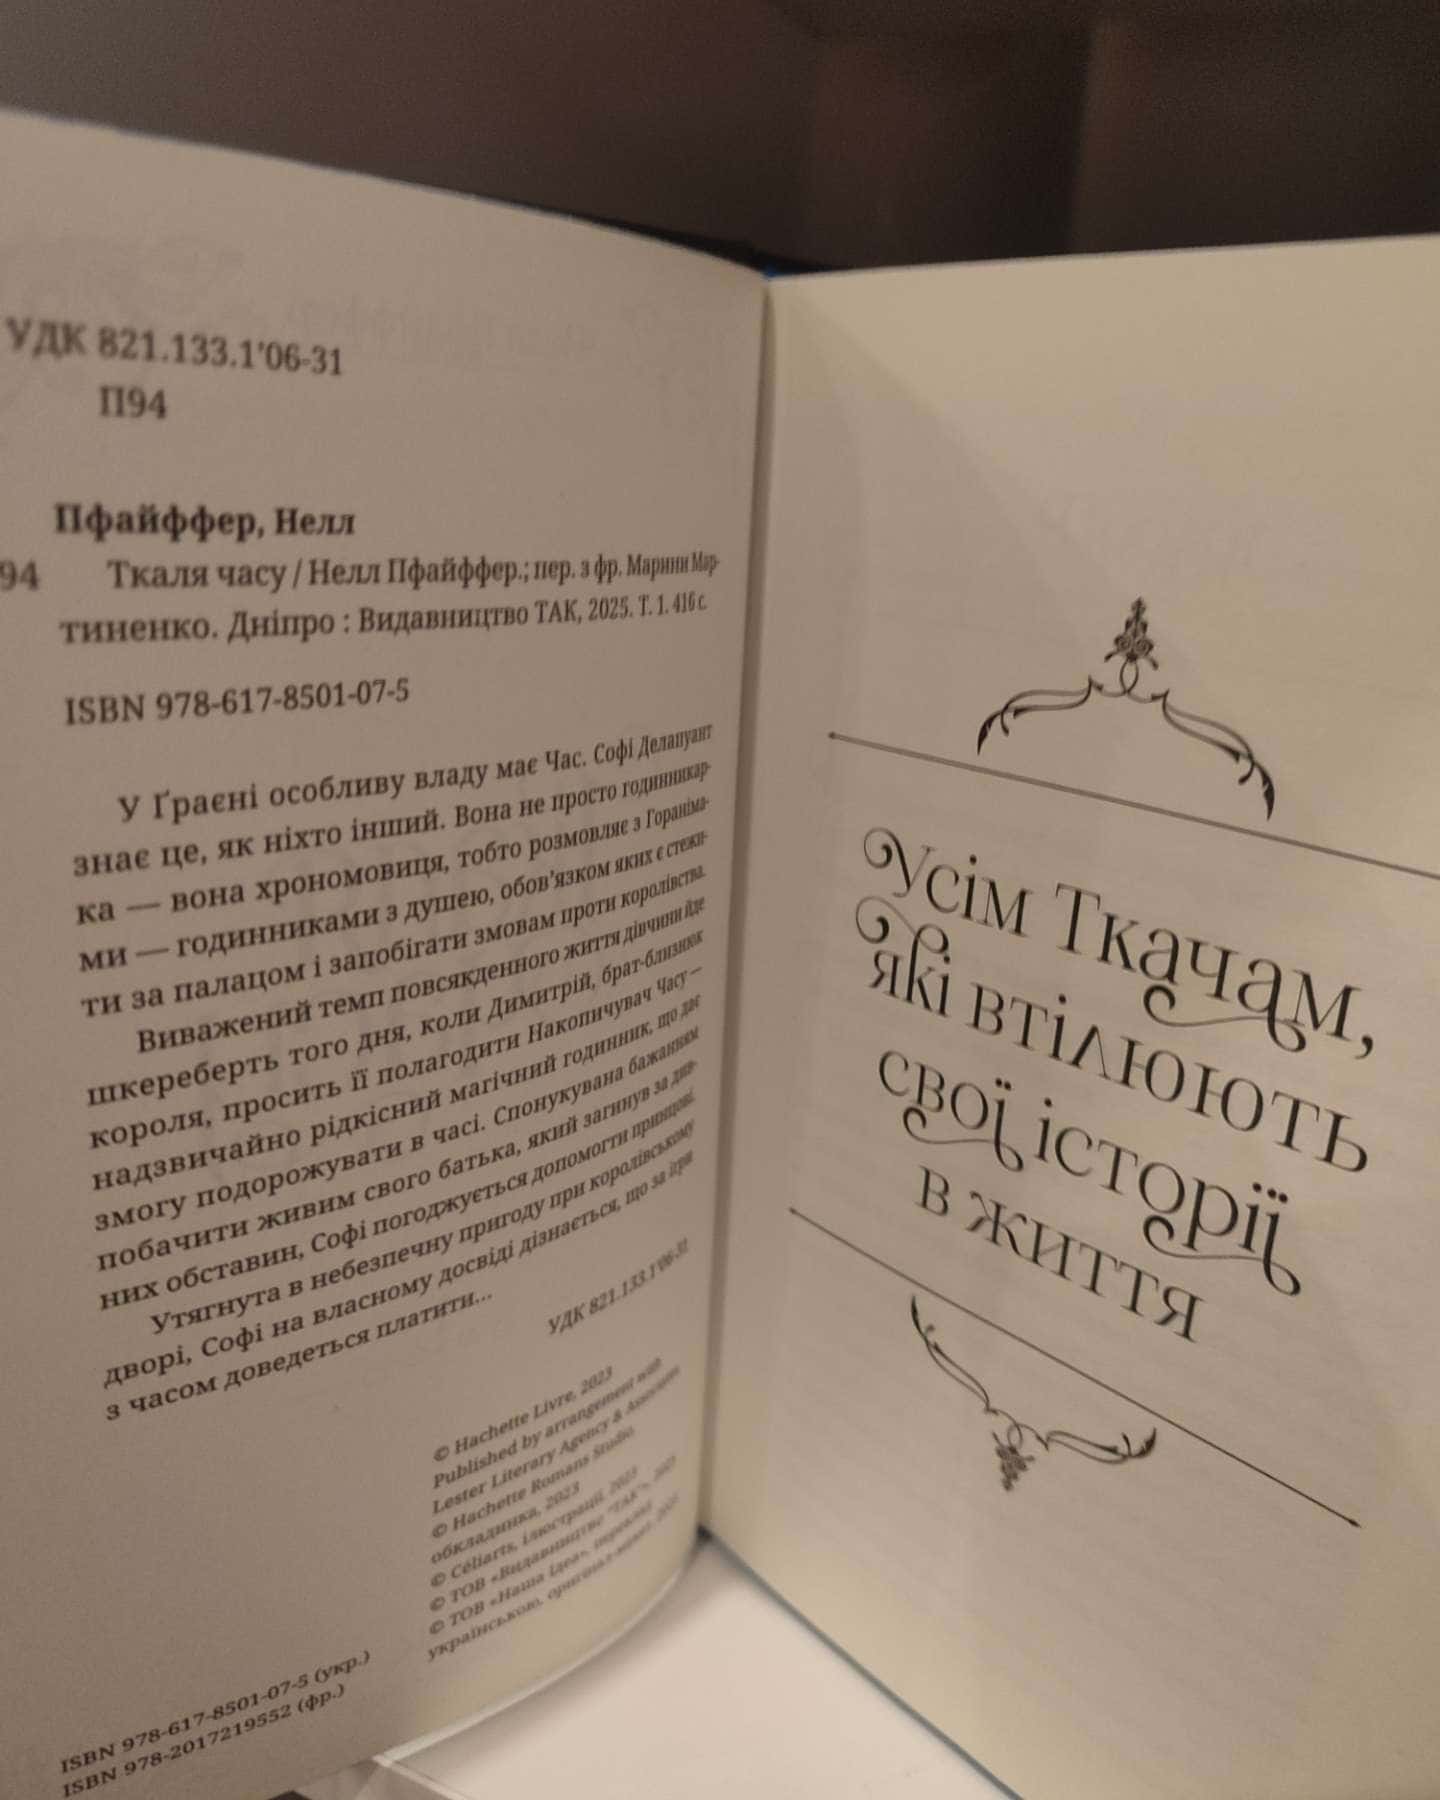 УДК 821.133.1'06-31
П94
Пфайффер, Нелл
94 Ткаля часу / Нелл Пфайффер.; пер. з фр. Марини Мар-
тиненко. Дніпро : Видавництво ТАК, 2025. Т. 1. 416 с.
ISBN 978-617-8501-07-5
У Ґраєні особливу владу має Час. Софі Делапуант
знає це, як ніхто інший. Вона не просто годинникар-
ка — вона хрономовиця, тобто розмовляє з Гораніма-
ми — годинниками з душею, обов'язком яких є стежи-
ти за палацом і запобігати змовам проти королівства.
Виважений темп повсякденного життя дівчини йде
шкереберть того дня, коли Димитрій, брат-близнюк
короля, просить її полагодити Накопичувач Часу —
надзвичайно рідкісний магічний годинник, що дає
змогу подорожувати в часі. Спонукувана бажанням
побачити живим свого батька, який загинув за див-
них обставин, Софі погоджується допомогти принцові.
Утягнута в небезпечну пригоду при королівському
дворі, Софі на власному досвіді дізнається, що за ігри
з часом доведеться платити...
УДК 821.133.1'06-31
© Hachette Livre, 2023
Published by arrangement with
Lester Literary Agency & Associates
© Hachette Romans Studio,
обкладинка, 2023
© Céliarts, ілюстрації, 2023
© ТОВ «Видавництво "ТАК"»,
© ТОВ «Наша ідея», переклад
українською, оригінал-макет, 2025
ISBN 978-617-8501-07-5 (укр.)
ISBN 978-2017219552 (фр.)
Усім Ткачам,
які втілюють
свої історії
в життя